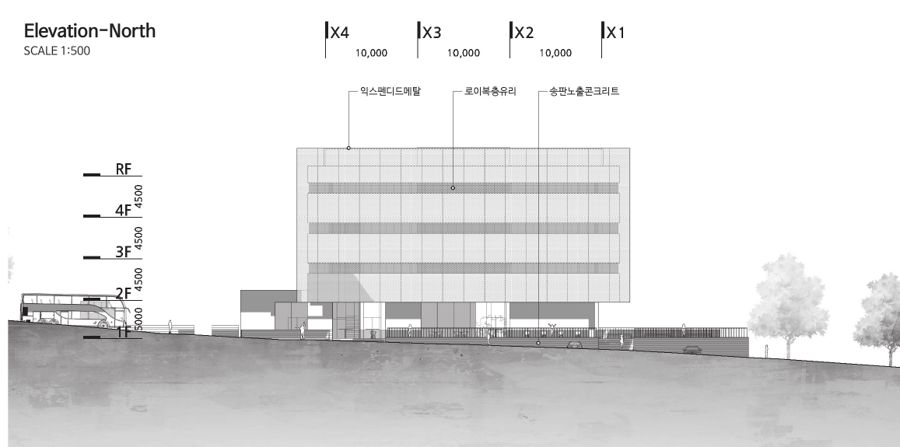 Elevation-North
SCALE 1:500
X4
X3
X2
X1
10,000
10,000
10,000
익스펜디드메탈
로이복층유리
송판노출콘크리트
RF
4500
4F
4500
3F
4500
2F
5000
1F